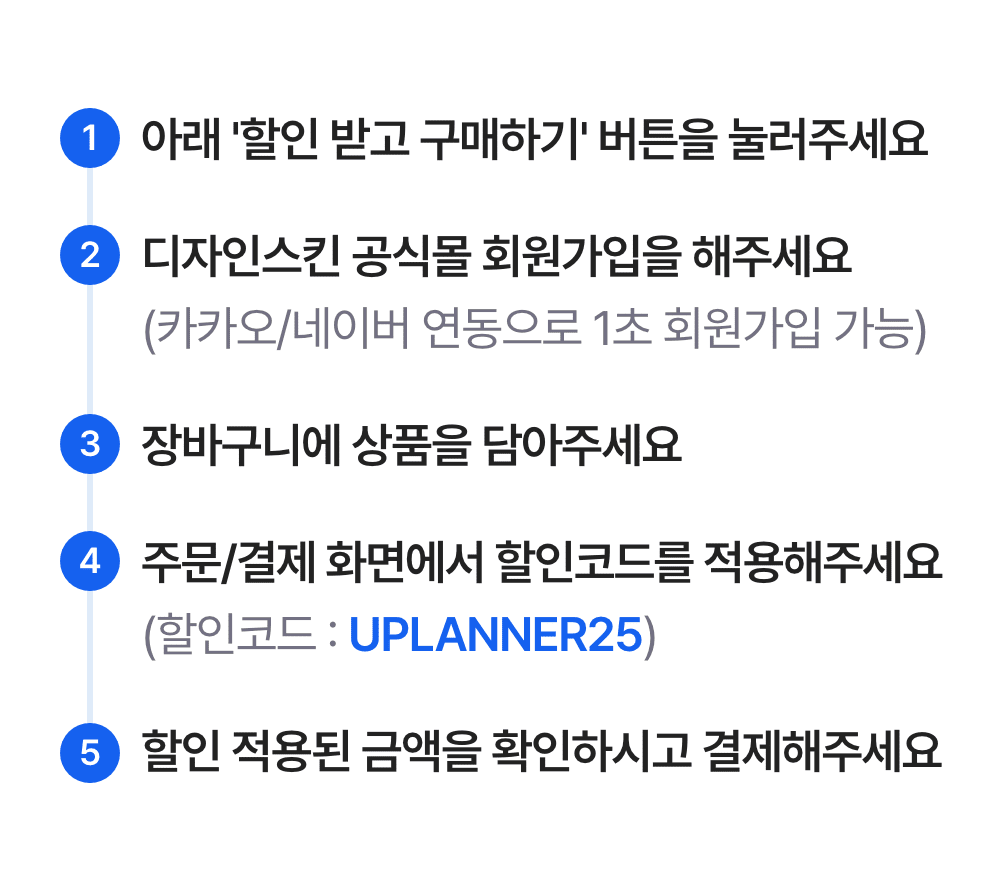 1 아래 '할인 받고 구매하기' 버튼을 눌러주세요
2 디자인스킨 공식몰 회원가입을 해주세요
(카카오/네이버 연동으로 1초 회원가입 가능)
3 장바구니에 상품을 담아주세요
4 주문/결제 화면에서 할인코드를 적용해주세요
(할인코드 : UPLANNER25)
5 할인 적용된 금액을 확인하시고 결제해주세요